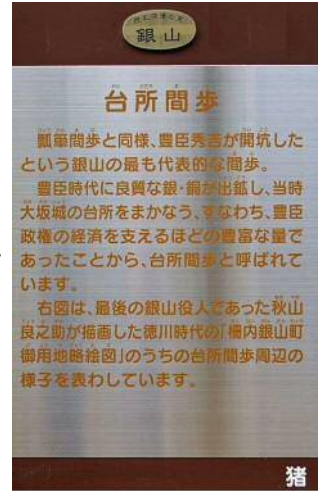 銀山
台所間歩
瓢箪間歩と同様、豊臣秀吉が開坑した
という銀山の最も代表的な間歩。
豊臣時代に良質な銀・銅が出鉱し、当時
大坂城の台所をまかなう、すなわち、豊臣
政権の経済を支えるほどの豊富な量で
あったことから、台所間歩と呼ばれて
います。
右図は、最後の銀山役人であった秋山
良之助が描画した徳川時代の「柵内銀山町
御用地略絵図」のうちの台所間歩周辺の
様子を表わしています。
猪